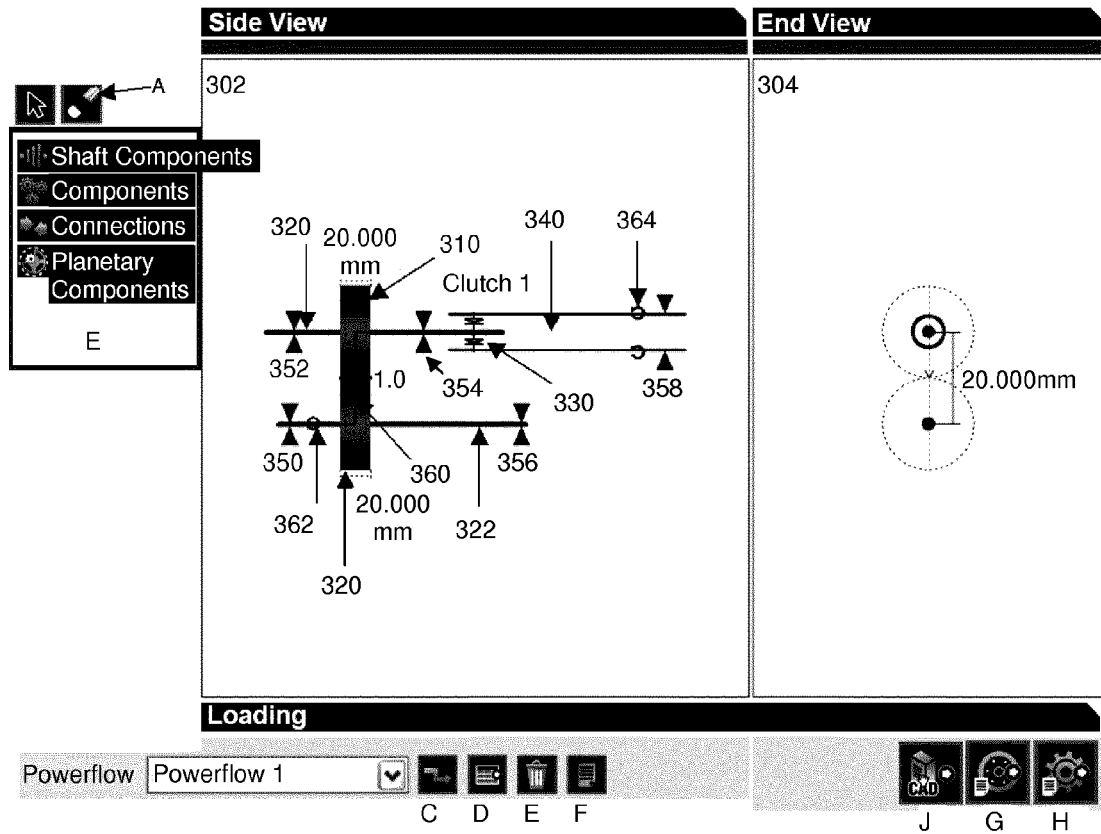 Side View
End View
302
304
A
Shaft Components
Components
Connections
Planetary
Components
E
320
20.000
mm
310
340
364
Clutch 1
352
1.0
354
330
358
20.000mm
350
360
356
362
20.000
mm
322
320
Loading
Powerflow
Powerflow 1
CAD
C
D
E
F
J
G
H